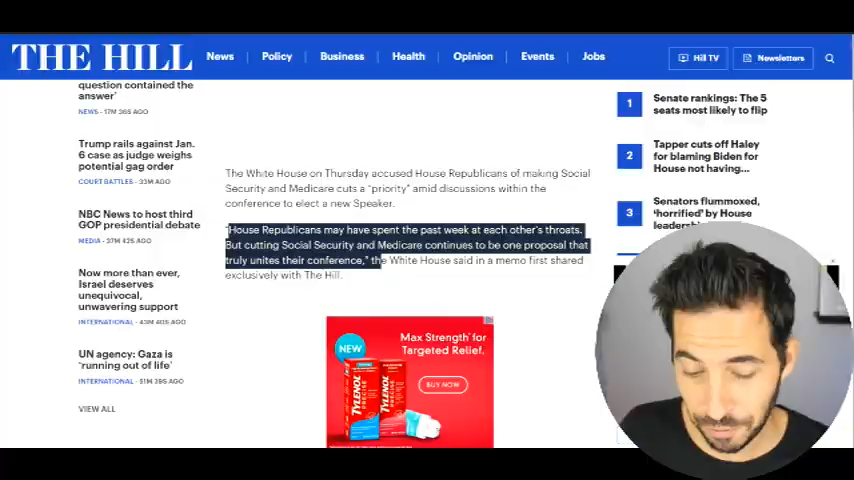 THE HILL
News
Policy
Business
Health
Opinion
Events
Jobs
Hill TV
Newsletters
question contained the
answer'
NEWS - 17M 36S AGO
Trump rails against Jan.
6 case as judge weighs
potential gag order
COURT BATTLES - 33M AGO
NBC News to host third
GOP presidential debate
MEDIA - 37M 42S AGO
Now more than ever,
Israel deserves
unequivocal,
unwavering support
INTERNATIONAL - 43M 40S AGO
UN agency: Gaza is
'running out of life'
INTERNATIONAL - 51M 39S AGO
VIEW ALL
The White House on Thursday accused House Republicans of making Social
Security and Medicare cuts a "priority" amid discussions within the
conference to elect a new Speaker.
"House Republicans may have spent the past week at each other's throats.
But cutting Social Security and Medicare continues to be one proposal that
truly unites their conference," the White House said in a memo first shared
exclusively with The Hill.
NEW
Max Strength* for
Targeted Relief.
BUY NOW
TYLENOL
PRECISE
TYLENOL
PRECISE
1
Senate rankings: The 5
seats most likely to flip
2
Tapper cuts off Haley
for blaming Biden for
House not having...
3
Senators flummoxed,
'horrified' by House